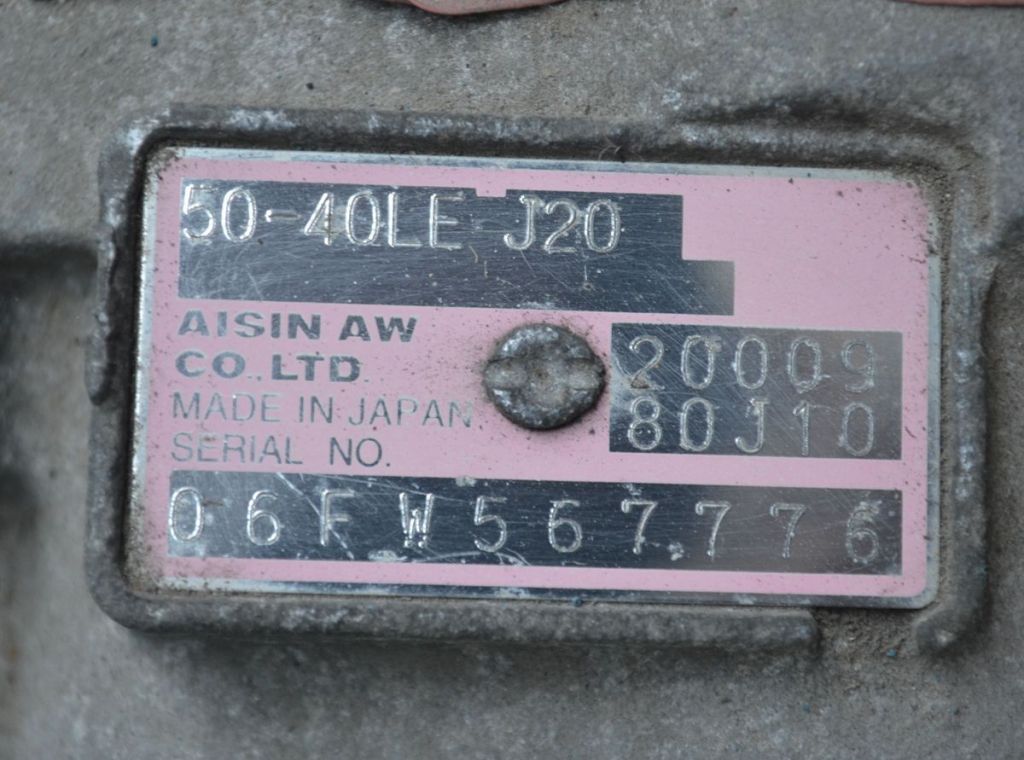 50-40LE J20
AISIN AW
CO., LTD.
MADE IN JAPAN
20009
80J10
SERIAL NO.
06FW567776